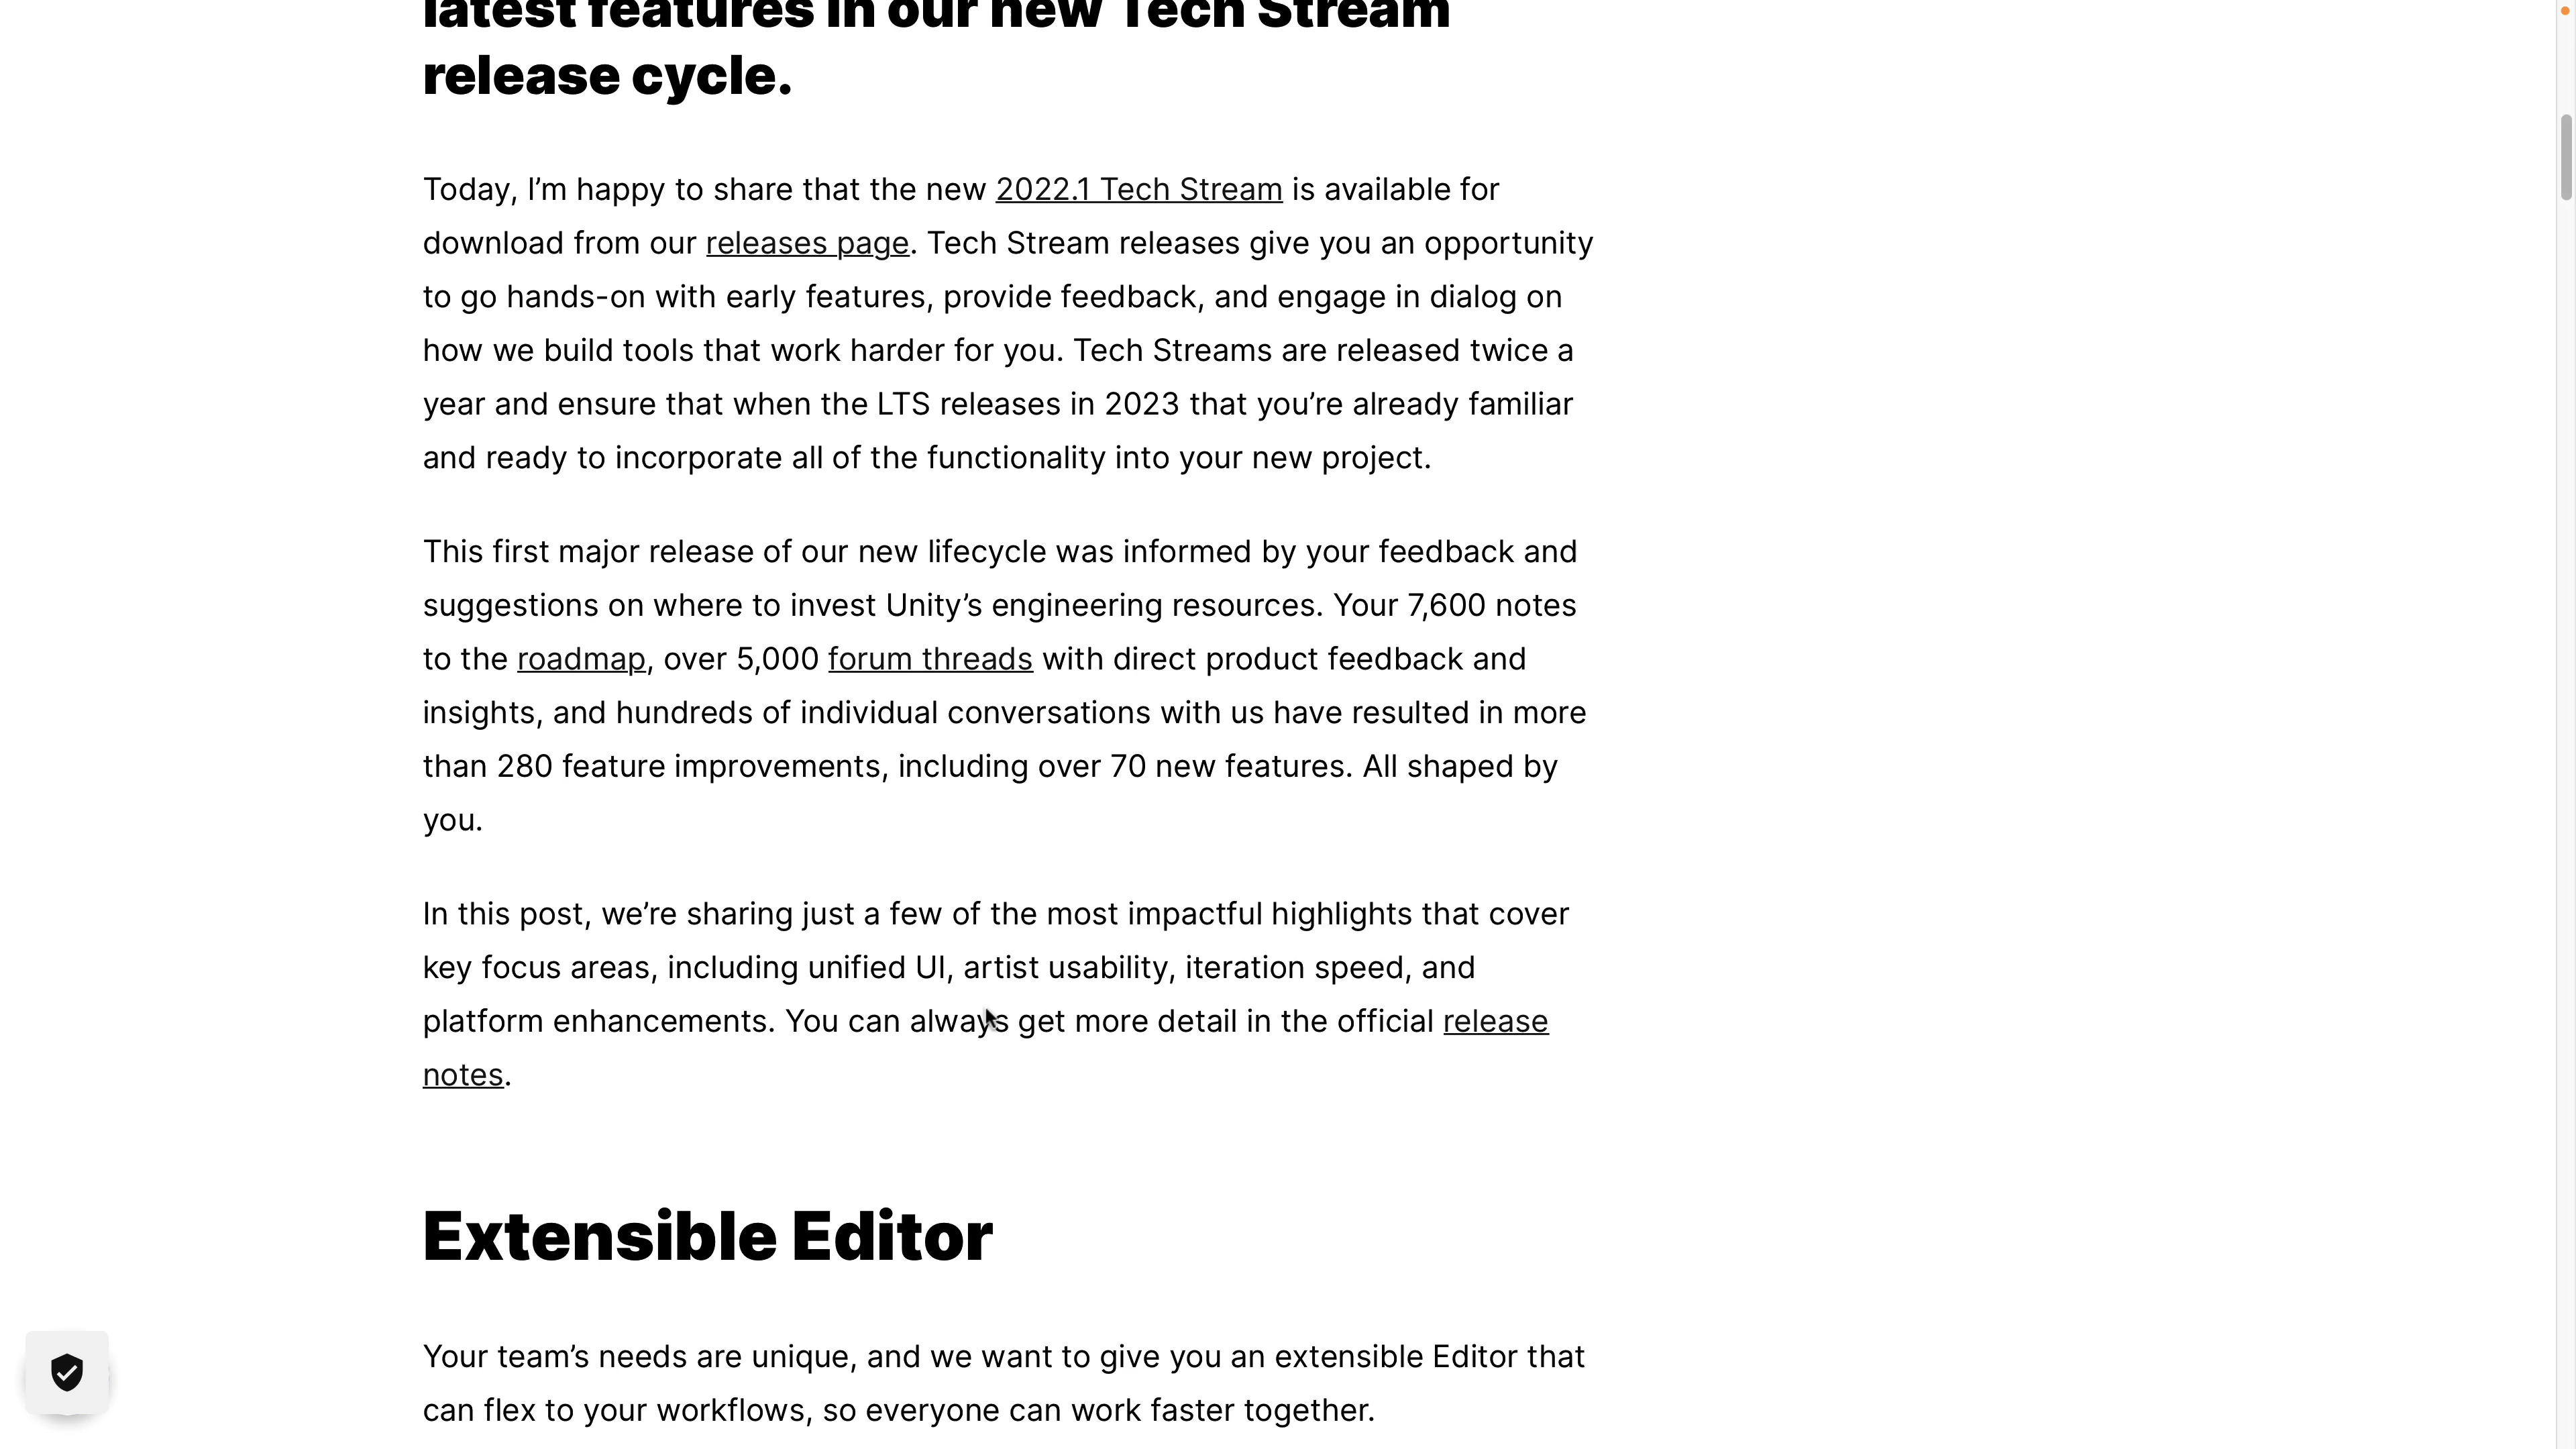 latest features in our new Tech Stream
release cycle.
Today, I’m happy to share that the new 2022.1 Tech Stream is available for
download from our releases page. Tech Stream releases give you an opportunity
to go hands-on with early features, provide feedback, and engage in dialog on
how we build tools that work harder for you. Tech Streams are released twice a
year and ensure that when the LTS releases in 2023 that you’re already familiar
and ready to incorporate all of the functionality into your new project.
This first major release of our new lifecycle was informed by your feedback and
suggestions on where to invest Unity’s engineering resources. Your 7,600 notes
to the roadmap, over 5,000 forum threads with direct product feedback and
insights, and hundreds of individual conversations with us have resulted in more
than 280 feature improvements, including over 70 new features. All shaped by
you.
In this post, we’re sharing just a few of the most impactful highlights that cover
key focus areas, including unified UI, artist usability, iteration speed, and
platform enhancements. You can always get more detail in the official release
notes.
Extensible Editor
Your team’s needs are unique, and we want to give you an extensible Editor that
can flex to your workflows, so everyone can work faster together.